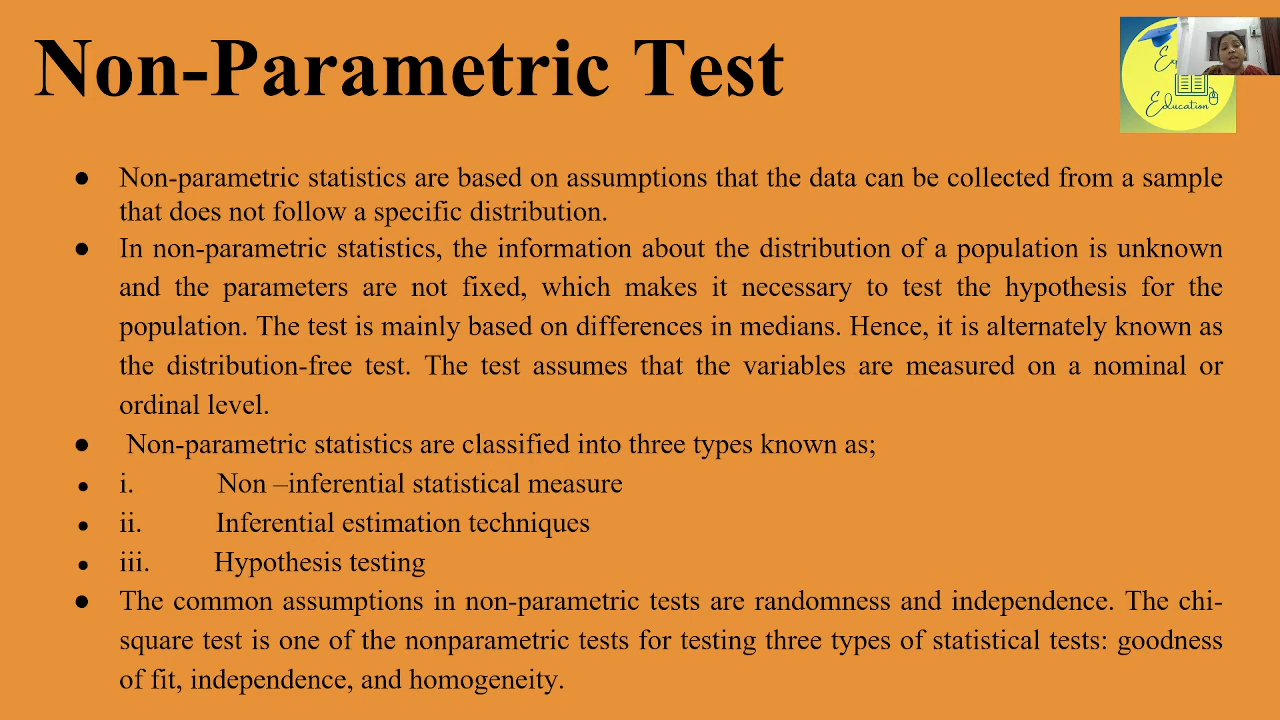 Non-Parametric Test
Education
● Non-parametric statistics are based on assumptions that the data can be collected from a sample
that does not follow a specific distribution.
● In non-parametric statistics, the information about the distribution of a population is unknown
and the parameters are not fixed, which makes it necessary to test the hypothesis for the
population. The test is mainly based on differences in medians. Hence, it is alternately known as
the distribution-free test. The test assumes that the variables are measured on a nominal or
ordinal level.
● Non-parametric statistics are classified into three types known as;
● i. Non –inferential statistical measure
● ii. Inferential estimation techniques
● iii. Hypothesis testing
● The common assumptions in non-parametric tests are randomness and independence. The chi-
square test is one of the nonparametric tests for testing three types of statistical tests: goodness
of fit, independence, and homogeneity.